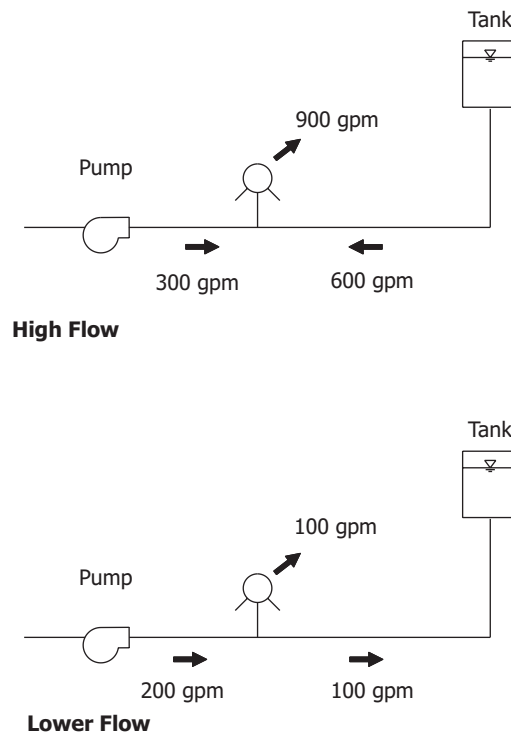 Tank
900 gpm
Pump
300 gpm
600 gpm
High Flow
Tank
100 gpm
Pump
200 gpm
100 gpm
Lower Flow